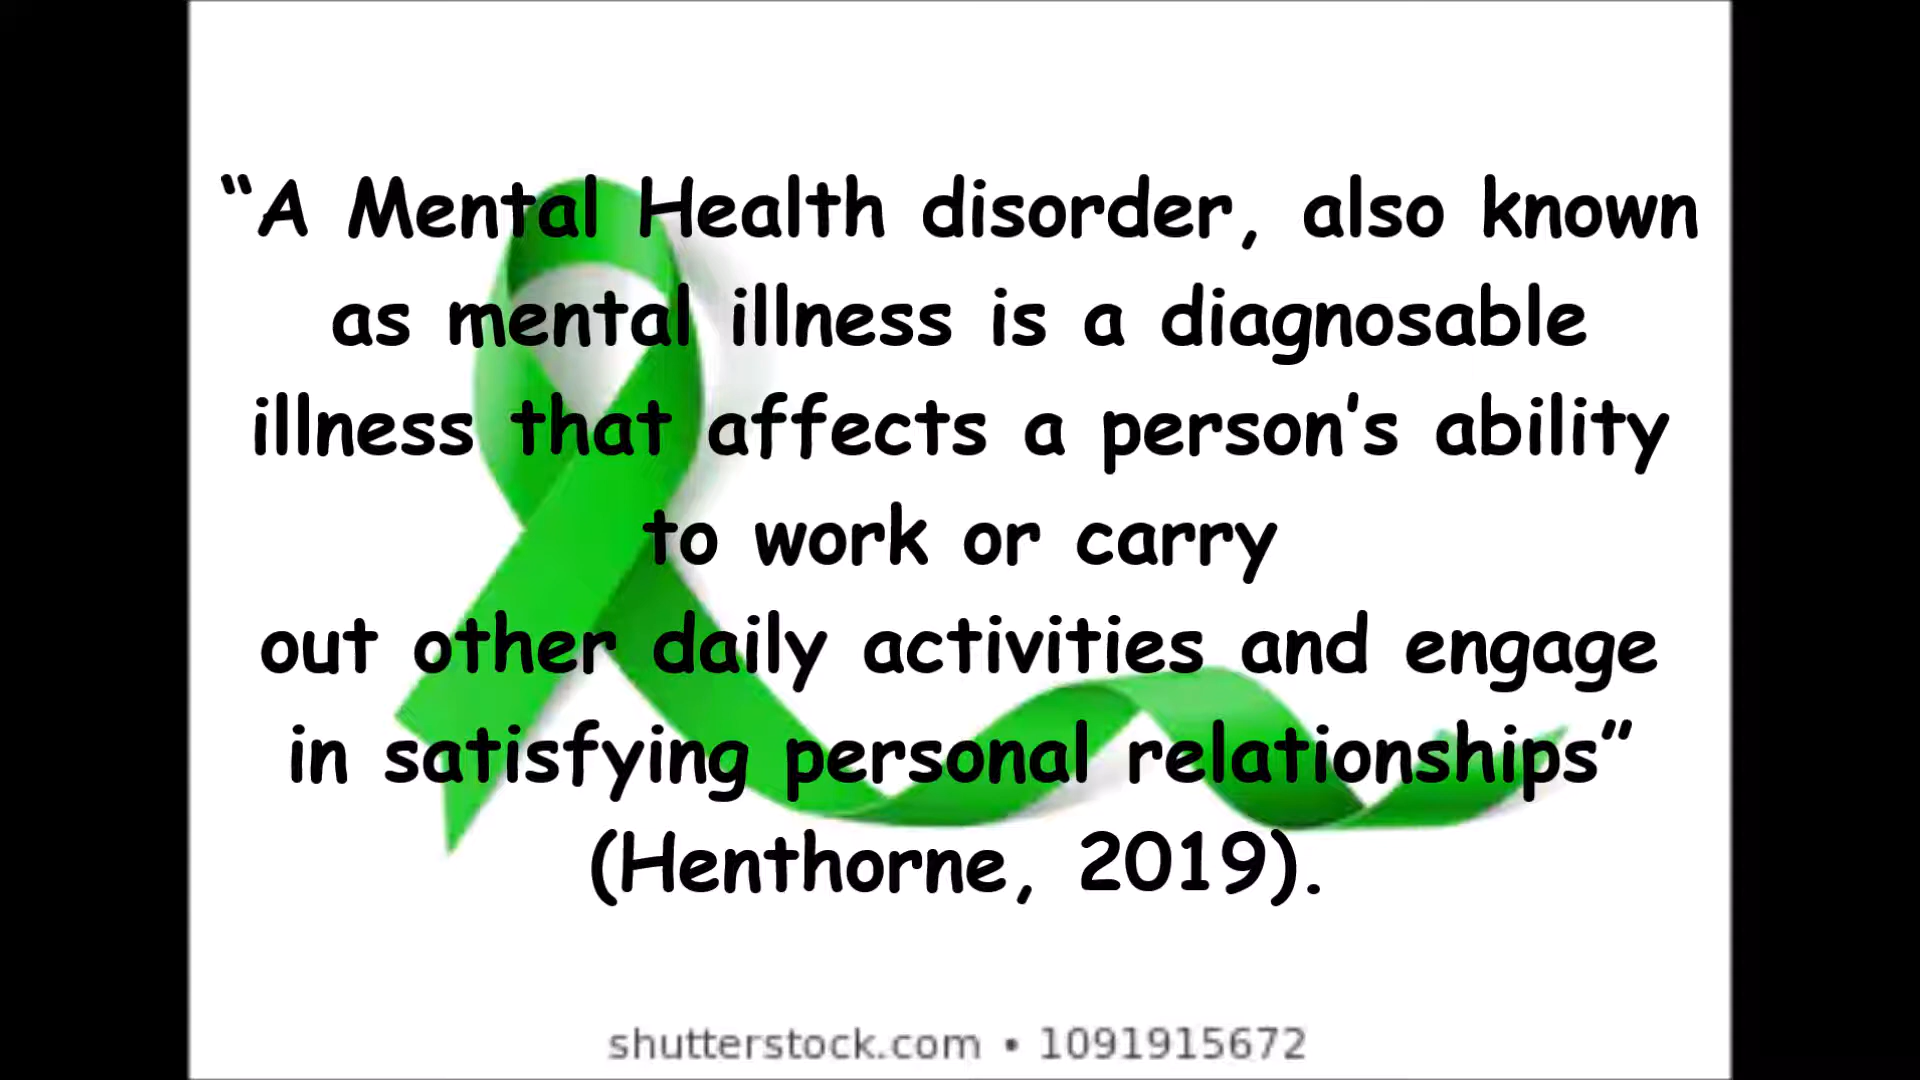 “A Mental Health disorder, also known
as mental illness is a diagnosable
illness that affects a person’s ability
to work or carry
out other daily activities and engage
in satisfying personal relationships”
(Henthorne, 2019).
shutterstock.com • 1091915672